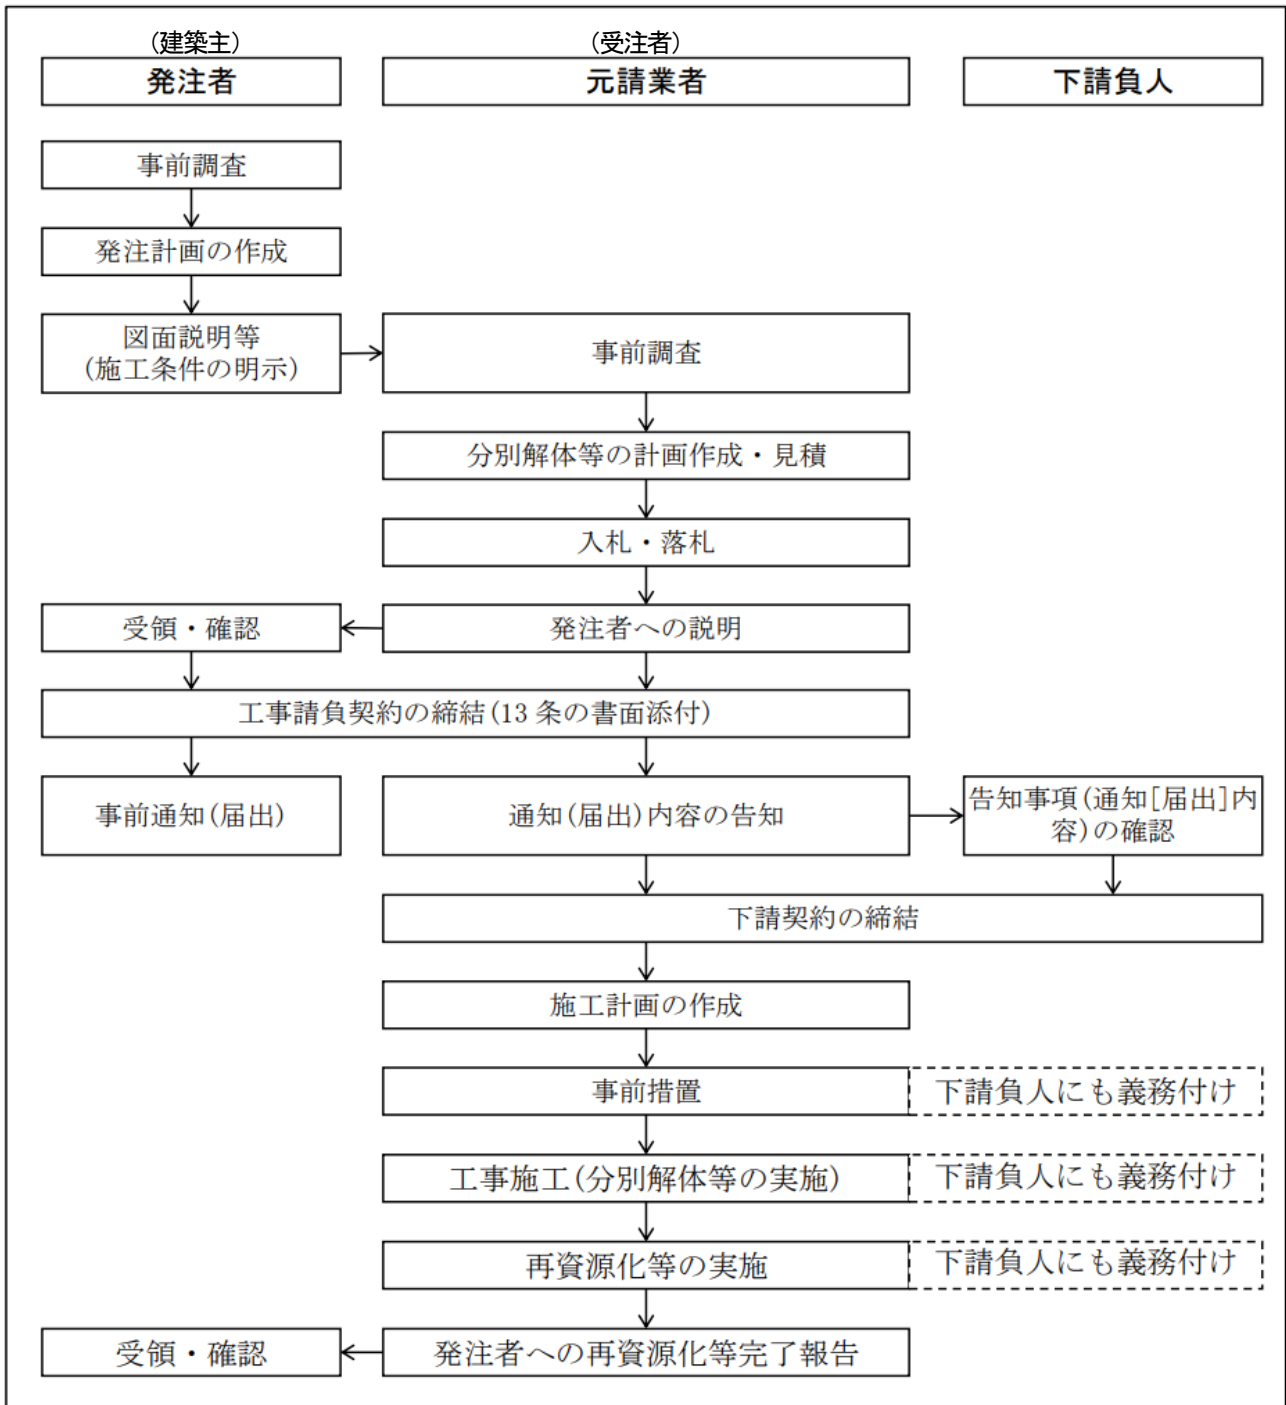 (建築主)
(受注者)
発注者
元請業者
下請負人
事前調査
発注計画の作成
図面説明等
(施工条件の明示)
事前調査
分別解体等の計画作成・見積
入札・落札
受領・確認
発注者への説明
工事請負契約の締結(13 条の書面添付)
事前通知(届出)
通知(届出)内容の告知
告知事項(通知[届出]内
容)の確認
下請契約の締結
施工計画の作成
事前措置
下請負人にも義務付け
工事施工(分別解体等の実施)
下請負人にも義務付け
再資源化等の実施
下請負人にも義務付け
受領・確認
発注者への再資源化等完了報告